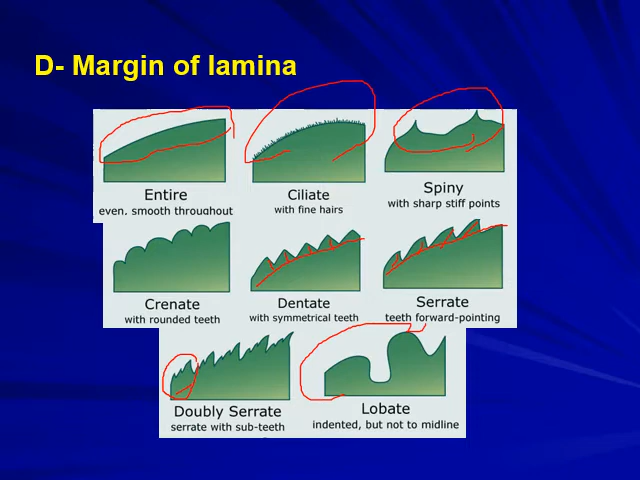 D- Margin of lamina
Entire
even, smooth throughout
Ciliate
with fine hairs
Spiny
with sharp stiff points
Crenate
with rounded teeth
Dentate
with symmetrical teeth
Serrate
teeth forward-pointing
Doubly Serrate
serrate with sub-teeth
Lobate
indented, but not to midline